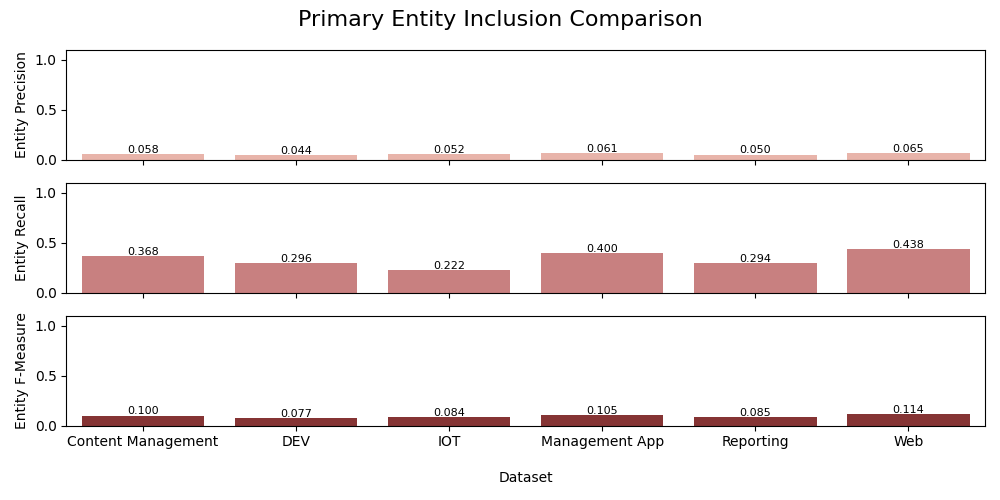 Primary Entity Inclusion Comparison
Entity Precision
1.0
0.5
0.0
0.058 0.044 0.052 0.061 0.050 0.065
Entity Recall
1.0
0.5
0.0
0.368 0.296 0.222 0.400 0.294 0.438
Entity F-Measure
1.0
0.5
0.0
0.100 0.077 0.084 0.105 0.085 0.114
Content Management DEV IOT Management App Reporting Web
Dataset